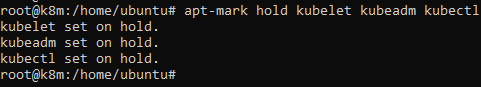 root@k8m:/home/ubuntu# apt-mark hold kubelet kubeadm kubectl
kubelet set on hold.
kubeadm set on hold.
kubectl set on hold.
root@k8m:/home/ubuntu#